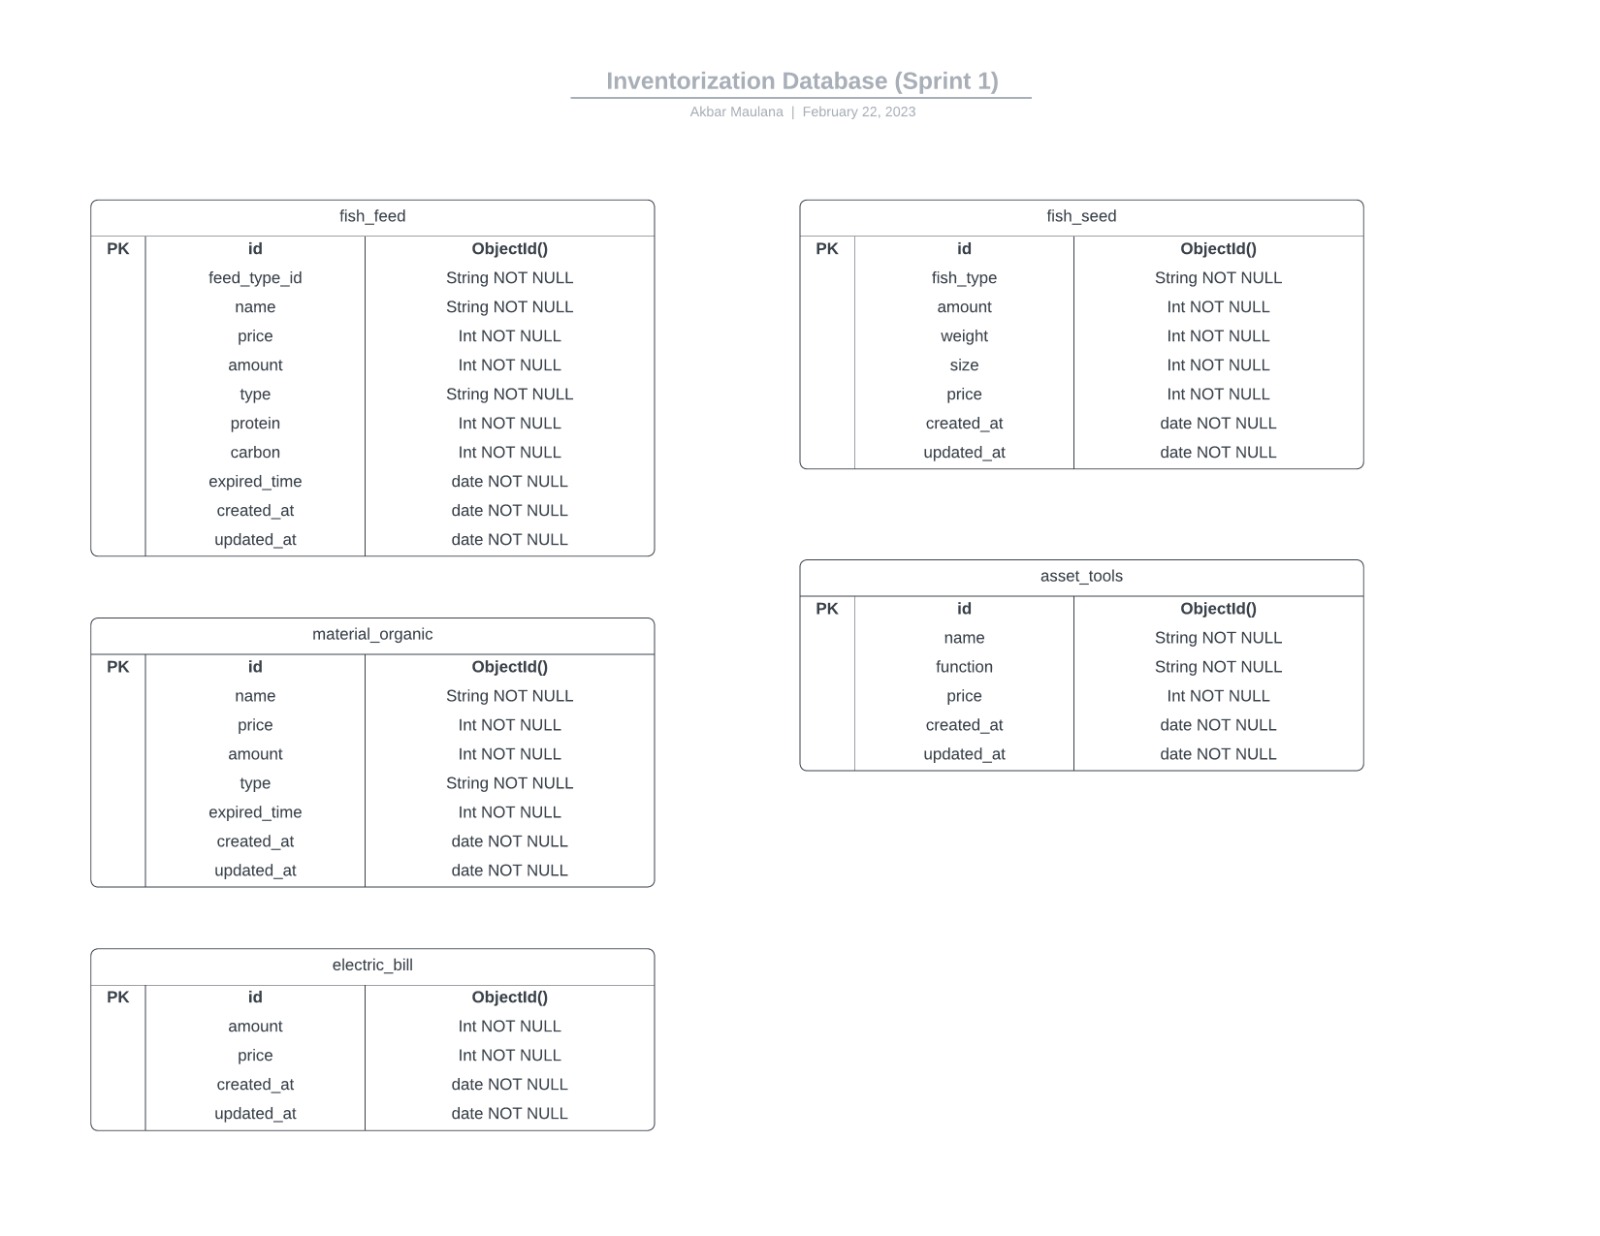 Inventorization Database (Sprint 1)
Akbar Maulana | February 22, 2023
fish_feed
PK id ObjectId()
feed_type_id String NOT NULL
name String NOT NULL
price Int NOT NULL
amount Int NOT NULL
type String NOT NULL
protein Int NOT NULL
carbon Int NOT NULL
expired_time date NOT NULL
created_at date NOT NULL
updated_at date NOT NULL
material_organic
PK id ObjectId()
name String NOT NULL
price Int NOT NULL
amount Int NOT NULL
type String NOT NULL
expired_time Int NOT NULL
created_at date NOT NULL
updated_at date NOT NULL
electric_bill
PK id ObjectId()
amount Int NOT NULL
price Int NOT NULL
created_at date NOT NULL
updated_at date NOT NULL
fish_seed
PK id ObjectId()
fish_type String NOT NULL
amount Int NOT NULL
weight Int NOT NULL
size Int NOT NULL
price Int NOT NULL
created_at date NOT NULL
updated_at date NOT NULL
asset_tools
PK id ObjectId()
name String NOT NULL
function String NOT NULL
price Int NOT NULL
created_at date NOT NULL
updated_at date NOT NULL